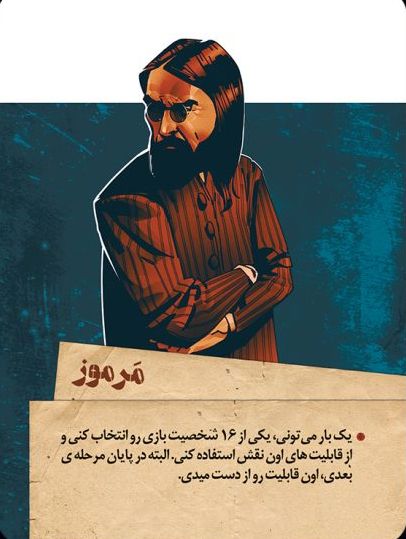 مَرموز
یک بار می‌تونی، یکی از ۱۶ شخصیت بازی رو انتخاب کنی و
از قابلیت های اون نقش استفاده کنی. البته در پایان مرحله ی
بعدی، اون قابلیت رو از دست میدی.